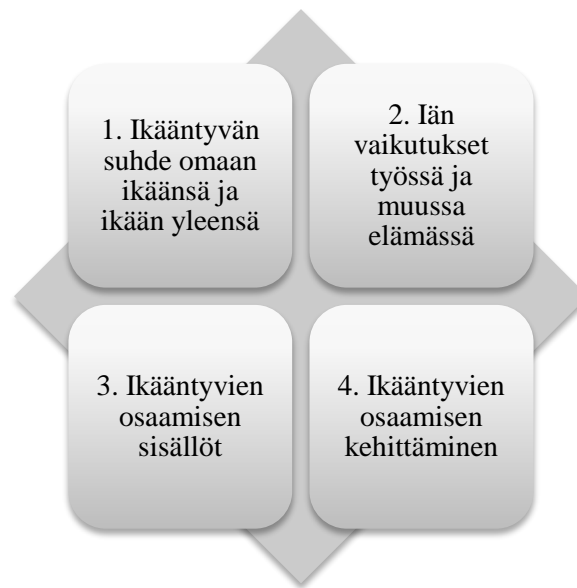 1. Ikääntyvän
suhde omaan
ikäänsä ja
ikään yleensä
2. Iän
vaikutukset
työssä ja
muussa
elämässä
3. Ikääntyvien
osaamisen
sisällöt
4. Ikääntyvien
osaamisen
kehittäminen